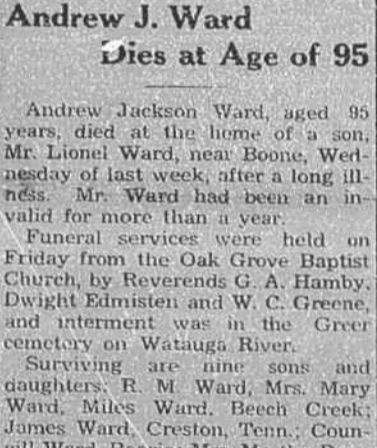 Andrew J. Ward
Dies at Age of 95
Andrew Jackson Ward, aged 95
years, died at the home of a son,
Mr. Lionel Ward, near Boone, Wed-
nesday of last week, after a long ill-
ness. Mr. Ward had been an in-
valid for more than a year.
Funeral services were held on
Friday from the Oak Grove Baptist
Church, by Reverends G. A. Hamby,
Dwight Edmisten and W. C. Greene,
and interment was in the Greer
cemetery on Watauga River.
Surviving are nine sons and
daughters: R. M. Ward, Mrs. Mary
Ward, Miles Ward, Beech Creek;
James Ward, Creston, Tenn.; Coun-